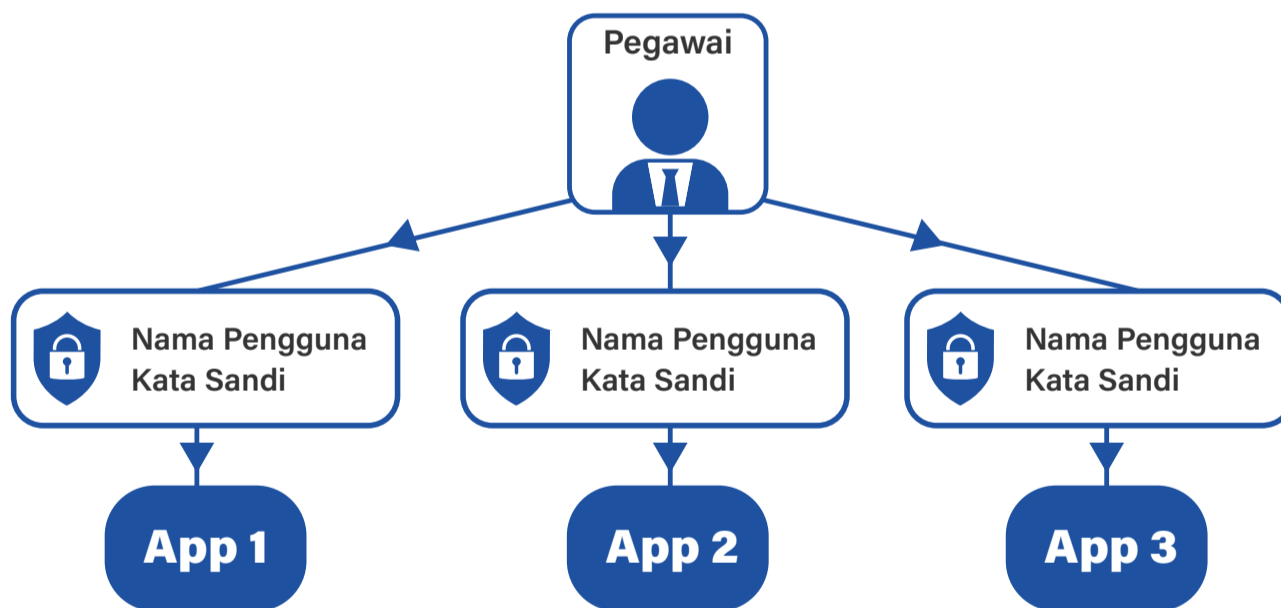 Pegawai
Nama Pengguna
Kata Sandi
Nama Pengguna
Kata Sandi
Nama Pengguna
Kata Sandi
App 1
App 2
App 3